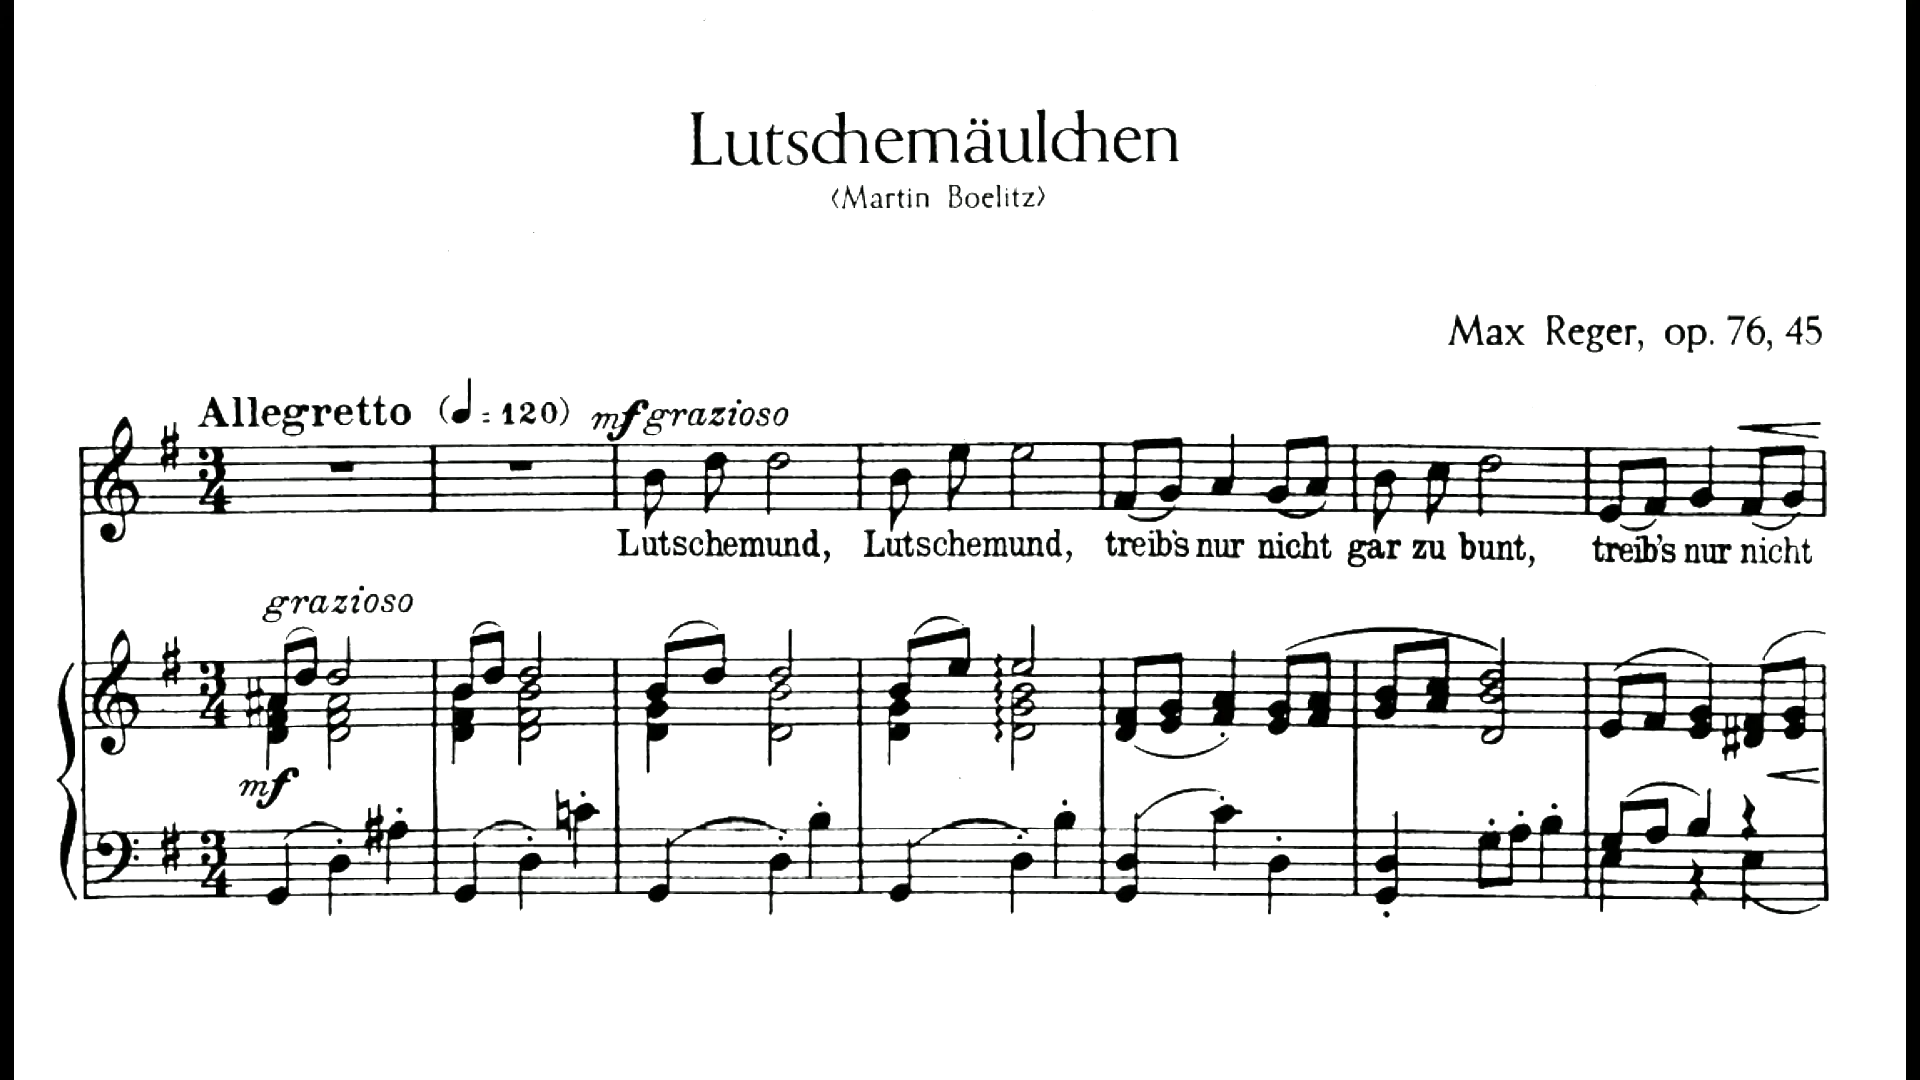 Lutschemäulchen
‹Martin Boelitz›
Max Reger, op. 76, 45
Allegretto (♩=120) mf grazioso
Lutschemund, Lutschemund, treib's nur nicht gar zu bunt, treib's nur nicht
grazioso
mf